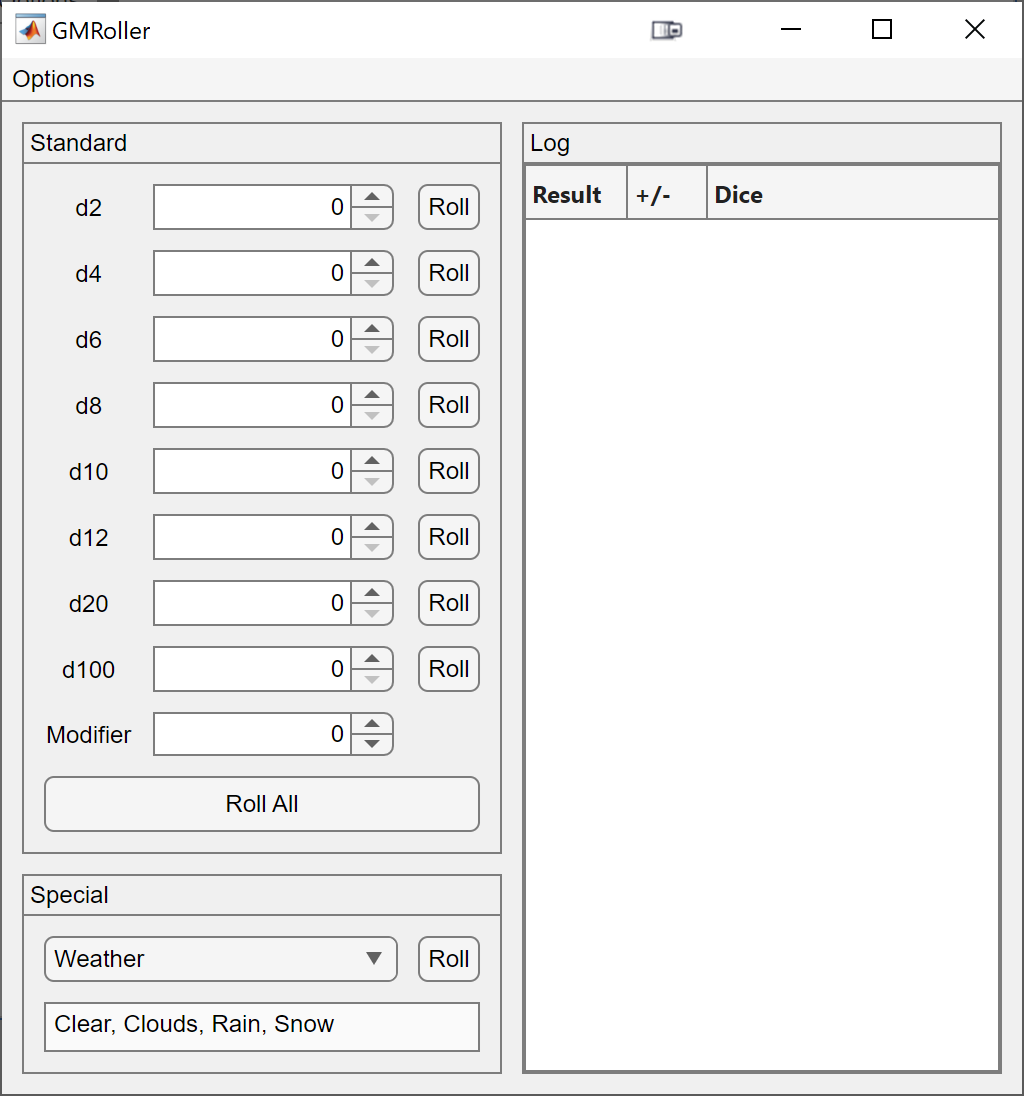 GMRoller
Options
Standard
d2 0 Roll
d4 0 Roll
d6 0 Roll
d8 0 Roll
d10 0 Roll
d12 0 Roll
d20 0 Roll
d100 0 Roll
Modifier 0
Roll All
Special
Weather Roll
Clear, Clouds, Rain, Snow
Log
Result +/- Dice